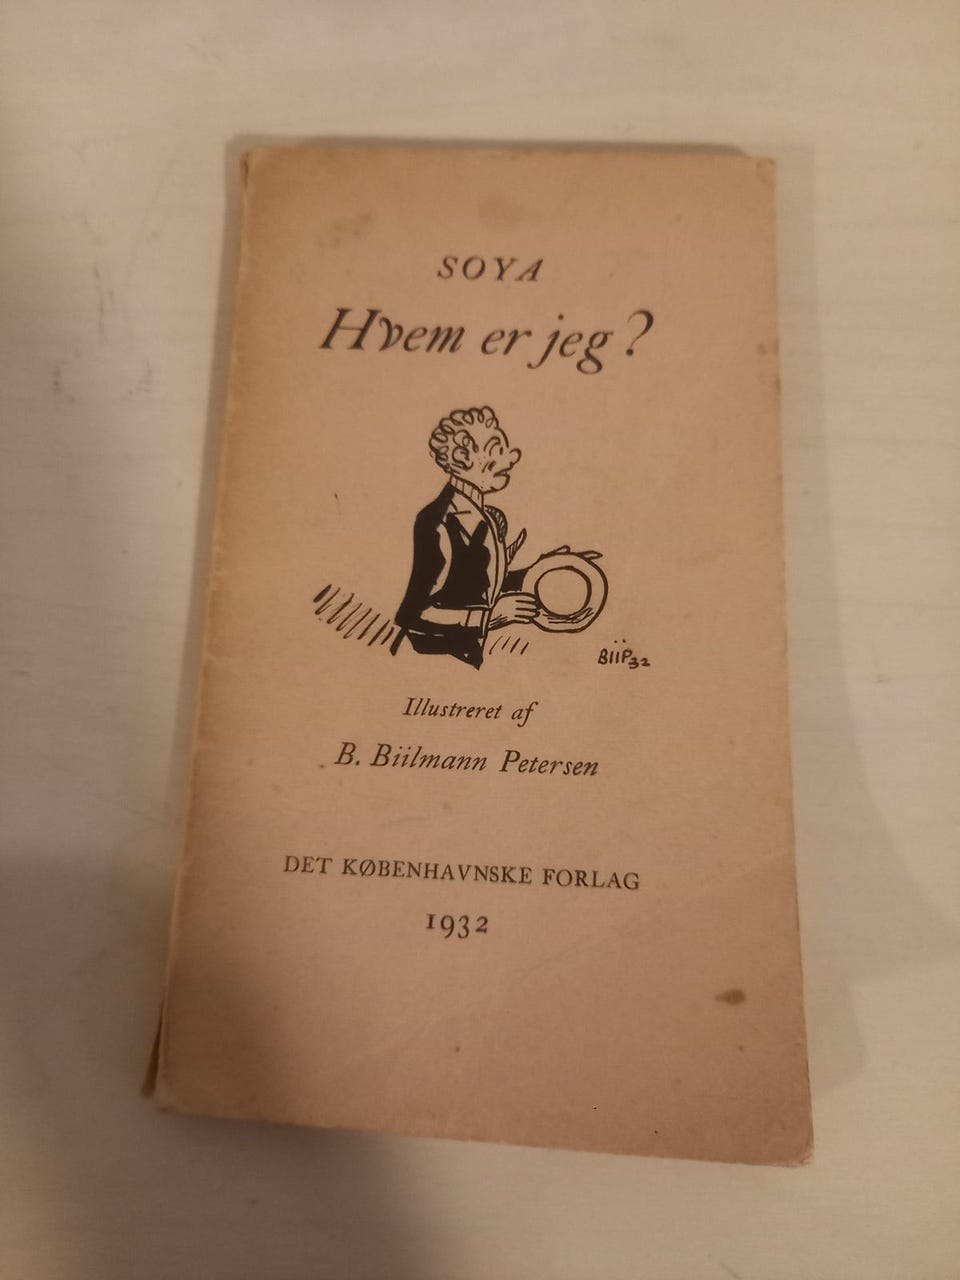 SOYA
Hvem er jeg?
BIIP32
Illustreret af
B. Biilmann Petersen
DET KØBENHAVNSKE FORLAG
1932